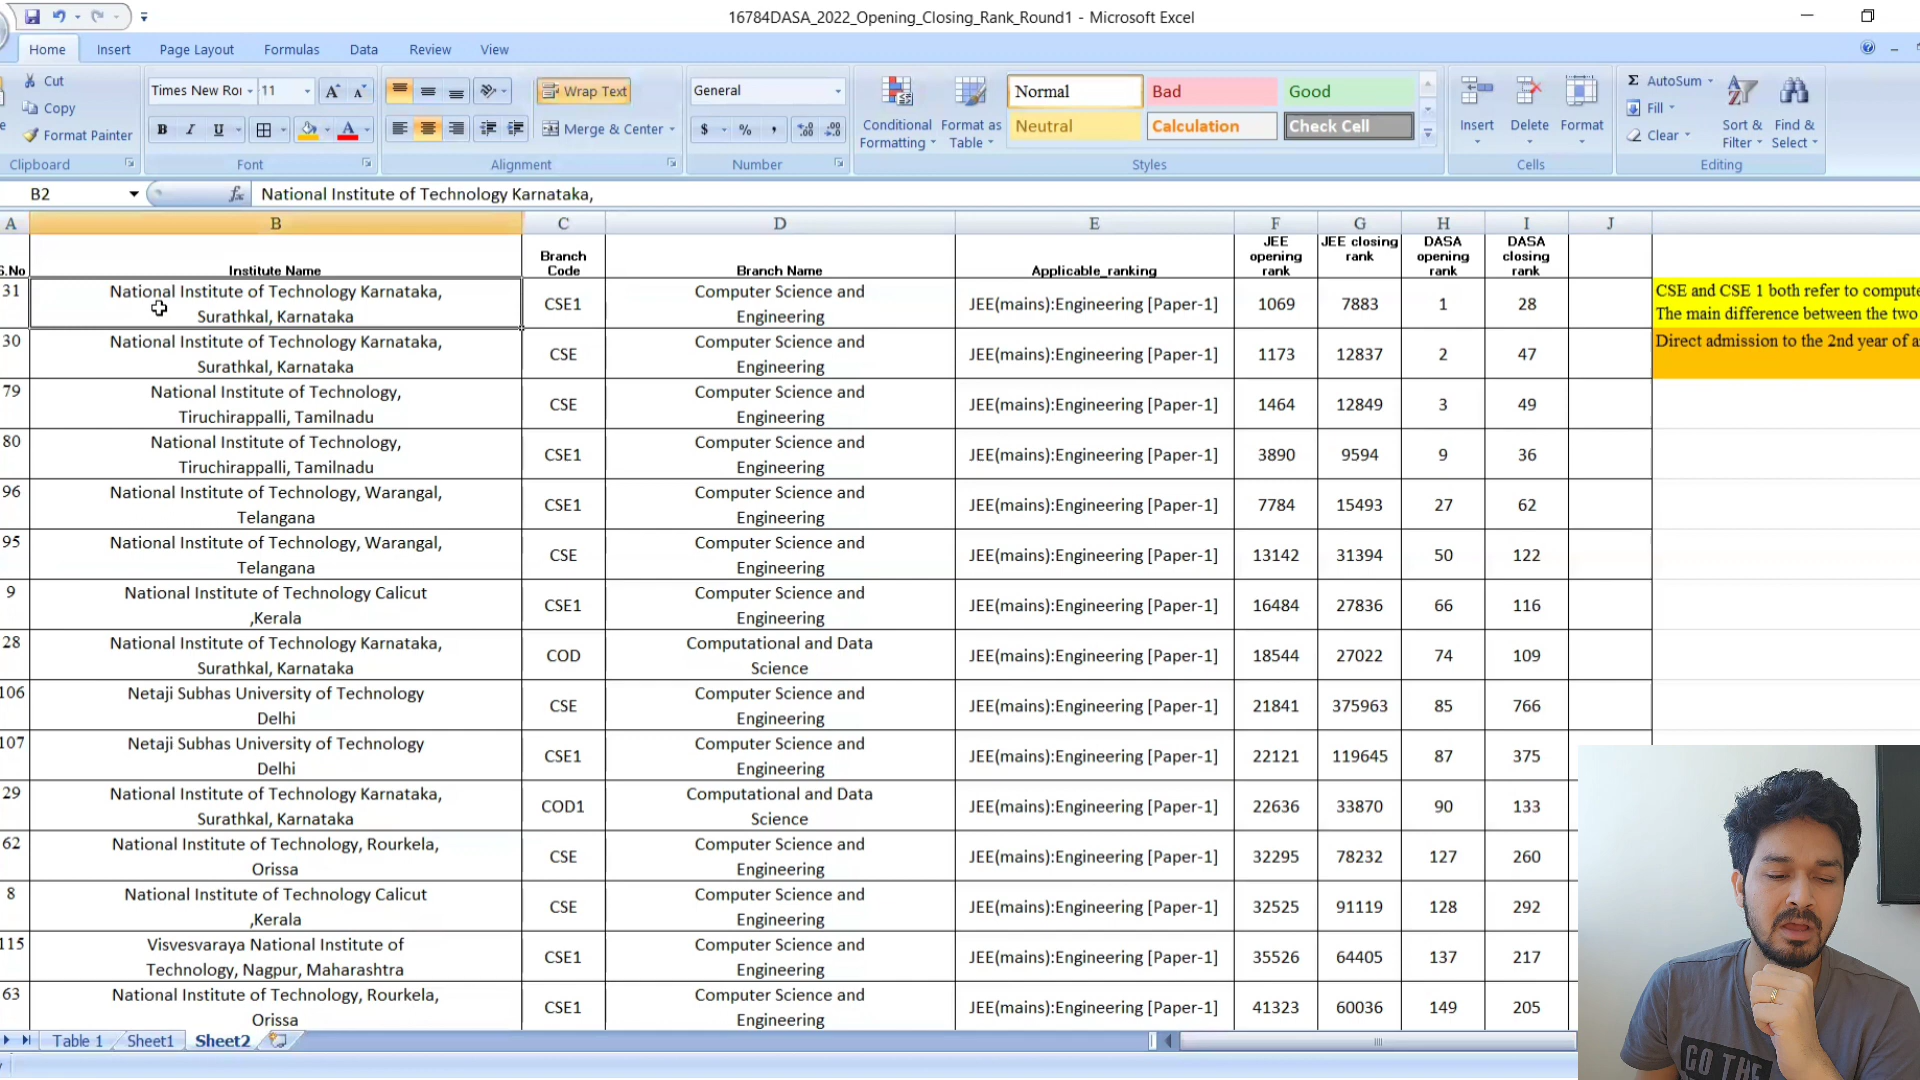 16784DASA_2022_Opening_Closing_Rank_Round1 - Microsoft Excel
Home Insert Page Layout Formulas Data Review View
Cut
Copy
Format Painter
Clipboard
Times New Ro 11
B I U
Font
Wrap Text
Merge & Center
Alignment
General
$ % ,
Number
Conditional Formatting
Format as Table
Normal Bad Good
Neutral Calculation Check Cell
Styles
Insert Delete Format
Cells
Σ AutoSum
Fill
Clear
Sort & Filter
Find & Select
Editing
B2 fx National Institute of Technology Karnataka,
A B C D E F G H I J
S.No Institute Name Branch Code Branch Name Applicable_ranking JEE opening rank JEE closing rank DASA opening rank DASA closing rank
31 National Institute of Technology Karnataka, Surathkal, Karnataka CSE1 Computer Science and Engineering JEE(mains):Engineering [Paper-1] 1069 7883 1 28
CSE and CSE 1 both refer to compute
The main difference between the two
30 National Institute of Technology Karnataka, Surathkal, Karnataka CSE Computer Science and Engineering JEE(mains):Engineering [Paper-1] 1173 12837 2 47
Direct admission to the 2nd year of a
79 National Institute of Technology, Tiruchirappalli, Tamilnadu CSE Computer Science and Engineering JEE(mains):Engineering [Paper-1] 1464 12849 3 49
80 National Institute of Technology, Tiruchirappalli, Tamilnadu CSE1 Computer Science and Engineering JEE(mains):Engineering [Paper-1] 3890 9594 9 36
96 National Institute of Technology, Warangal, Telangana CSE1 Computer Science and Engineering JEE(mains):Engineering [Paper-1] 7784 15493 27 62
95 National Institute of Technology, Warangal, Telangana CSE Computer Science and Engineering JEE(mains):Engineering [Paper-1] 13142 31394 50 122
9 National Institute of Technology Calicut ,Kerala CSE1 Computer Science and Engineering JEE(mains):Engineering [Paper-1] 16484 27836 66 116
28 National Institute of Technology Karnataka, Surathkal, Karnataka COD Computational and Data Science JEE(mains):Engineering [Paper-1] 18544 27022 74 109
106 Netaji Subhas University of Technology Delhi CSE Computer Science and Engineering JEE(mains):Engineering [Paper-1] 21841 375963 85 766
107 Netaji Subhas University of Technology Delhi CSE1 Computer Science and Engineering JEE(mains):Engineering [Paper-1] 22121 119645 87 375
29 National Institute of Technology Karnataka, Surathkal, Karnataka COD1 Computational and Data Science JEE(mains):Engineering [Paper-1] 22636 33870 90 133
62 National Institute of Technology, Rourkela, Orissa CSE Computer Science and Engineering JEE(mains):Engineering [Paper-1] 32295 78232 127 260
8 National Institute of Technology Calicut ,Kerala CSE Computer Science and Engineering JEE(mains):Engineering [Paper-1] 32525 91119 128 292
115 Visvesvaraya National Institute of Technology, Nagpur, Maharashtra CSE1 Computer Science and Engineering JEE(mains):Engineering [Paper-1] 35526 64405 137 217
63 National Institute of Technology, Rourkela, Orissa CSE1 Computer Science and Engineering JEE(mains):Engineering [Paper-1] 41323 60036 149 205
Table 1 Sheet1 Sheet2
GO THE